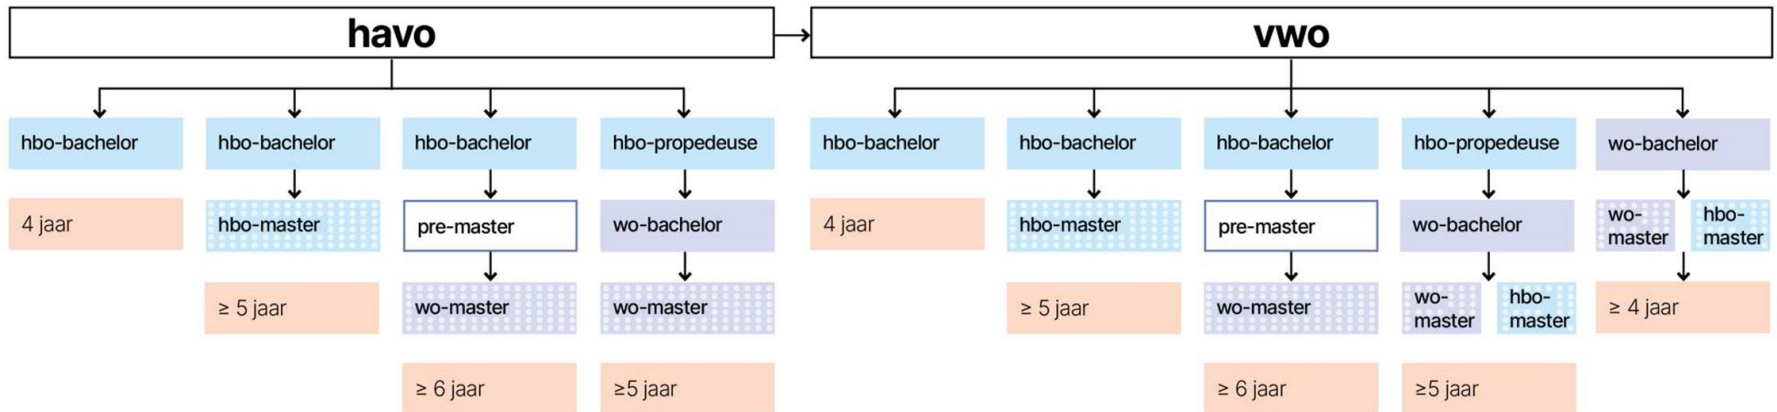 havo
vwo
hbo-bachelor
hbo-bachelor
hbo-bachelor
hbo-propedeuse
hbo-bachelor
hbo-bachelor
hbo-bachelor
hbo-propedeuse
wo-bachelor
4 jaar
hbo-master
pre-master
wo-bachelor
4 jaar
hbo-master
pre-master
wo-bachelor
wo-
master
hbo-
master
≥ 5 jaar
wo-master
wo-master
≥ 5 jaar
wo-master
wo-
master
hbo-
master
≥ 4 jaar
≥ 6 jaar
≥5 jaar
≥ 6 jaar
≥5 jaar